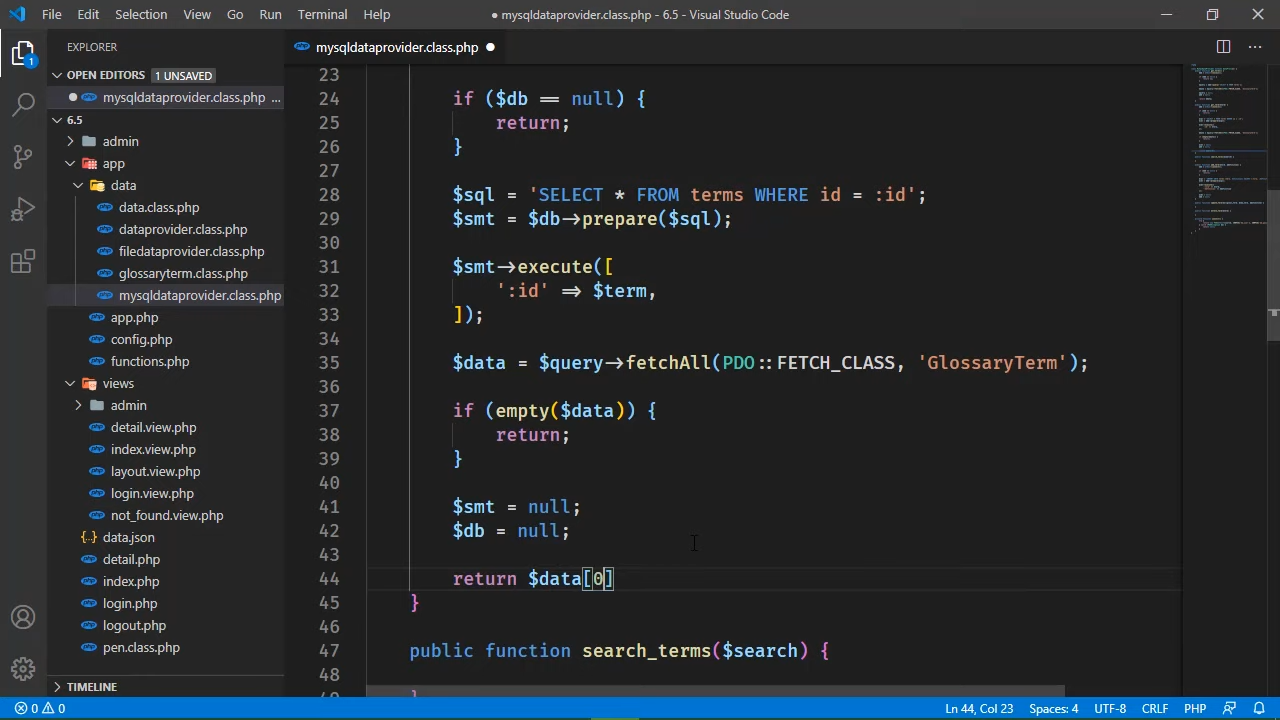 File Edit Selection View Go Run Terminal Help
● mysqldataprovider.class.php - 6.5 - Visual Studio Code
EXPLORER
mysqldataprovider.class.php ●
OPEN EDITORS 1 UNSAVED
● mysqldataprovider.class.php ...
6.5
admin
app
data
data.class.php
dataprovider.class.php
filedataprovider.class.php
glossaryterm.class.php
mysqldataprovider.class.php
app.php
config.php
functions.php
views
admin
detail.view.php
index.view.php
layout.view.php
login.view.php
not_found.view.php
data.json
detail.php
index.php
login.php
logout.php
pen.class.php
TIMELINE
1
23
24 if ($db == null) {
25 return;
26 }
27
28 $sql = 'SELECT * FROM terms WHERE id = :id';
29 $smt = $db->prepare($sql);
30
31 $smt->execute([
32 ':id' => $term,
33 ]);
34
35 $data = $query->fetchAll(PDO::FETCH_CLASS, 'GlossaryTerm');
36
37 if (empty($data)) {
38 return;
39 }
40
41 $smt = null;
42 $db = null;
43
44 return $data[0]
45 }
46
47 public function search_terms($search) {
48
49 }
0 0
Ln 44, Col 23 Spaces: 4 UTF-8 CRLF PHP